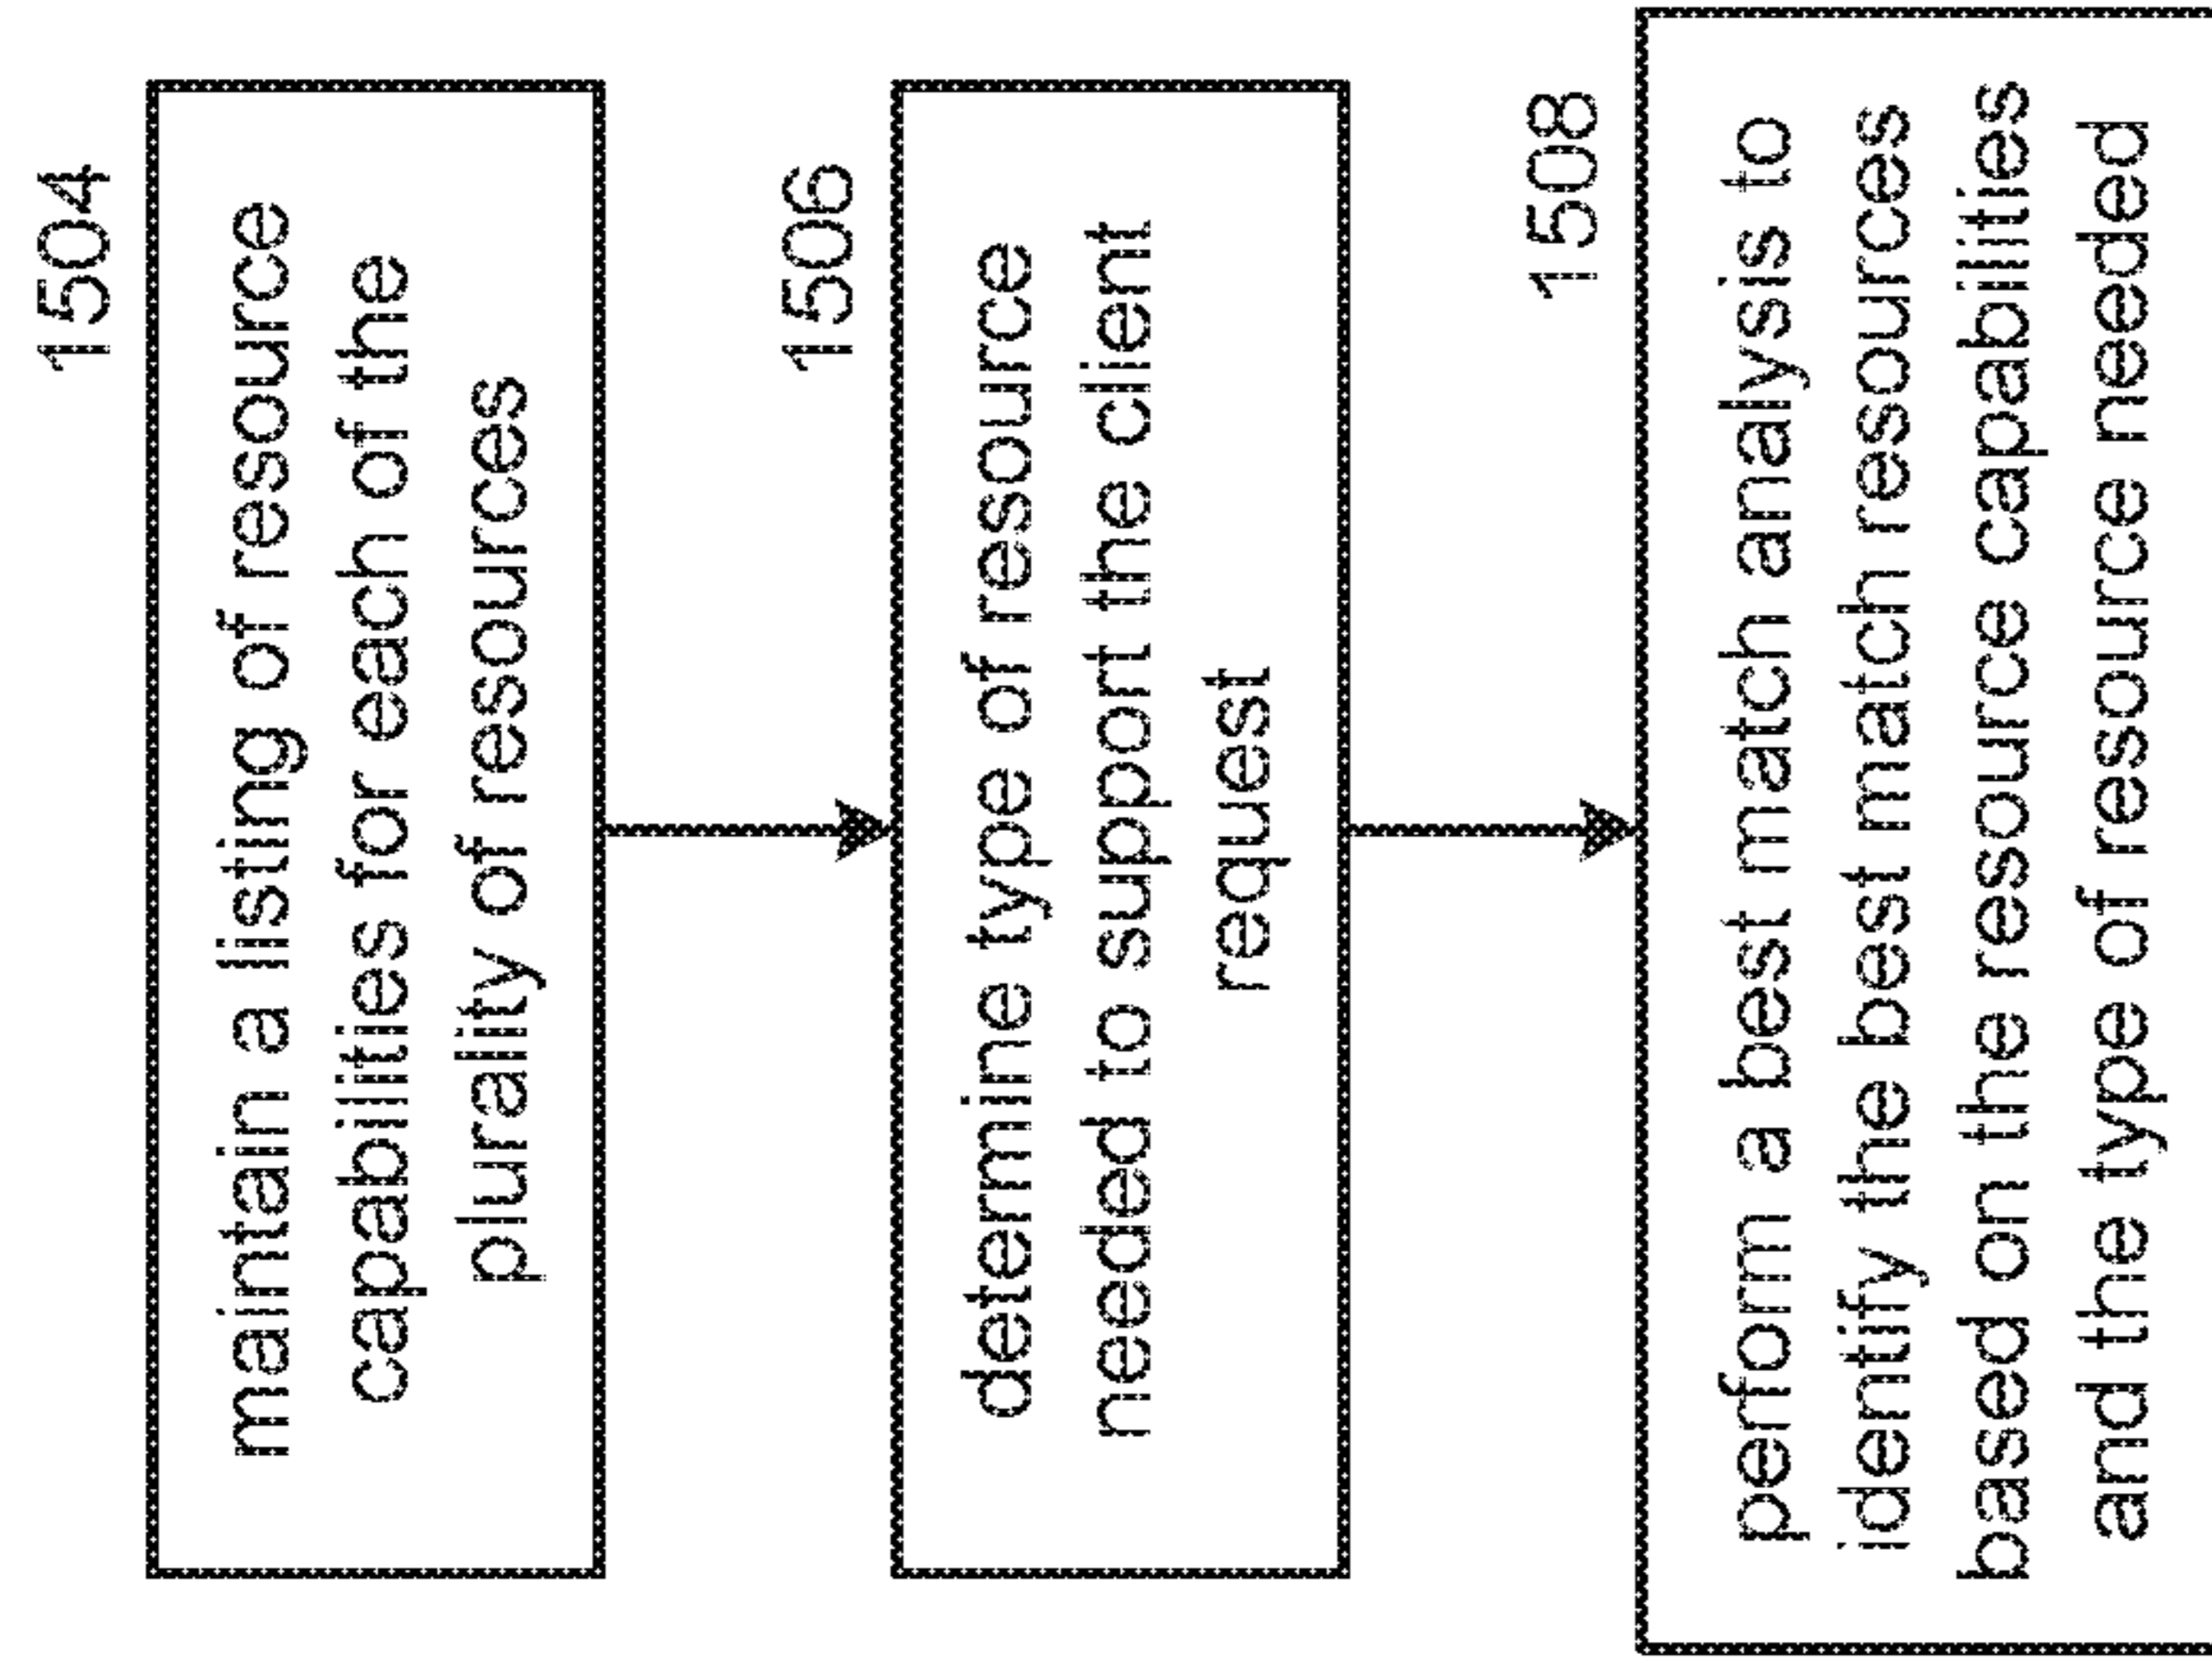 1504
maintain a listing of resource
capabilities for each of the
plurality of resources
1506
determine type of resource
needed to support the client
request
1508
perform a best match analysis to
identify the best match resources
based on the resource capabilities
and the type of resource needed